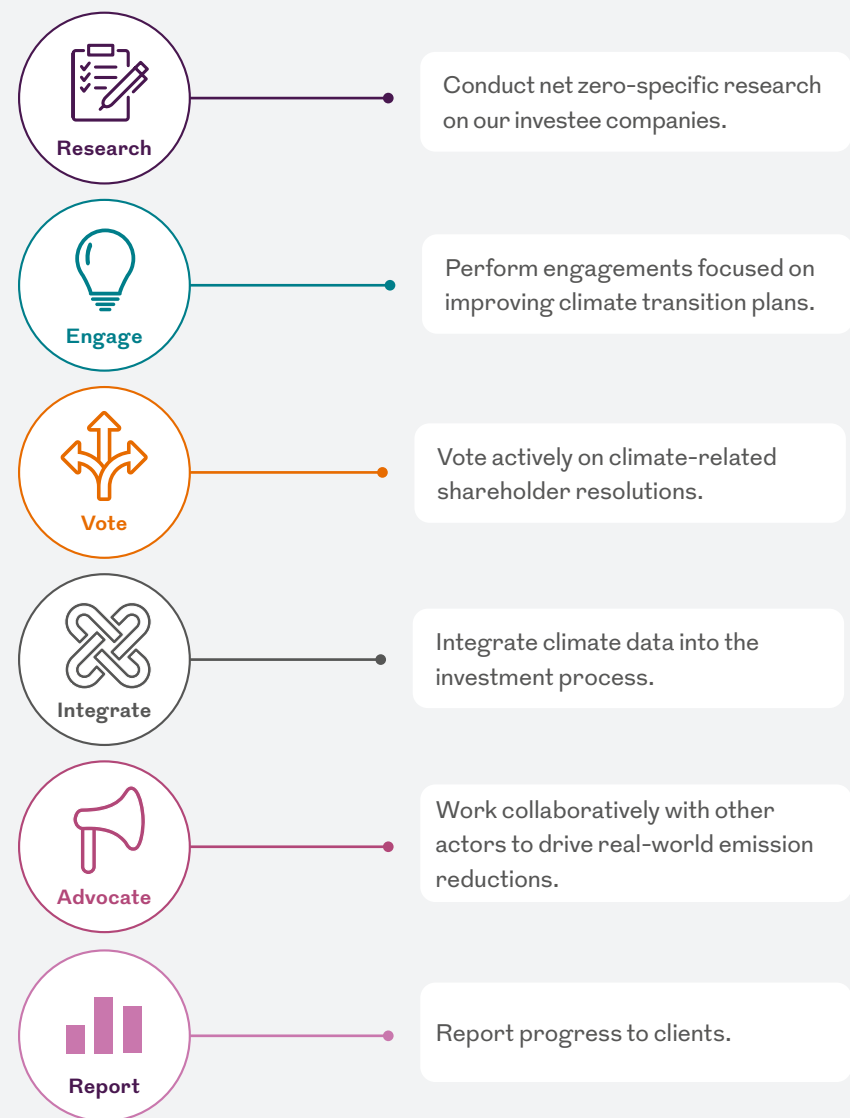 Research
Conduct net zero-specific research
on our investee companies.
Engage
Perform engagements focused on
improving climate transition plans.
Vote
Vote actively on climate-related
shareholder resolutions.
Integrate
Integrate climate data into the
investment process.
Advocate
Work collaboratively with other
actors to drive real-world emission
reductions.
Report
Report progress to clients.